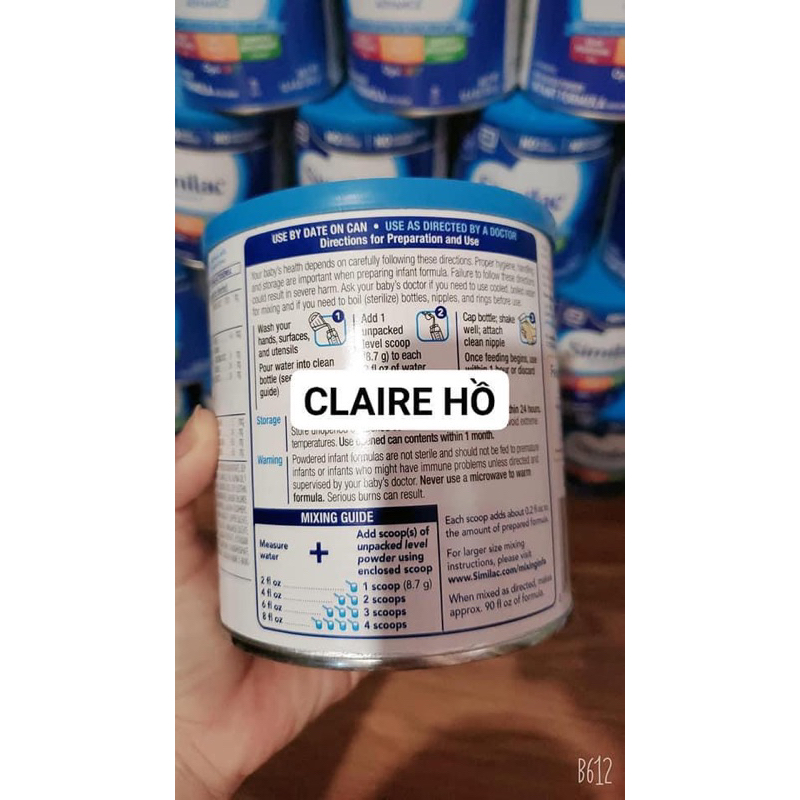 Similac
Similac
USE BY DATE ON CAN • USE AS DIRECTED BY A DOCTOR
Directions for Preparation and Use
Your baby's health depends on carefully following these directions. Proper hygiene, handling
and storage are important when preparing infant formula. Failure to follow these directions
could result in severe harm. Ask your baby's doctor if you need to use cooled, boiled water
for mixing and if you need to boil (sterilize) bottles, nipples, and rings before use.
1
Wash your
hands, surfaces,
and utensils
Pour water into clean
bottle (see
guide)
2
Add 1
unpacked
level scoop
(8.7 g) to each
2 fl oz of water
3
Cap bottle; shake
well; attach
clean nipple
Once feeding begins, use
within 1 hour or discard
CLAIRE HỒ
Storage
24 hours.
Store unopened
extreme
temperatures. Use opened can contents within 1 month.
Warning
Powdered infant formulas are not sterile and should not be fed to premature
infants or infants who might have immune problems unless directed and
supervised by your baby's doctor. Never use a microwave to warm
formula. Serious burns can result.
MIXING GUIDE
Measure
water
+
Add scoop(s) of
unpacked level
powder using
enclosed scoop
2 fl oz 1 scoop (8.7 g)
4 fl oz 2 scoops
6 fl oz 3 scoops
8 fl oz 4 scoops
Each scoop adds about 0.2 fl oz to
the amount of prepared formula.
For larger size mixing
instructions, please visit
www.Similac.com/mixinginfo
When mixed as directed, makes
approx. 90 fl oz of formula.
B612